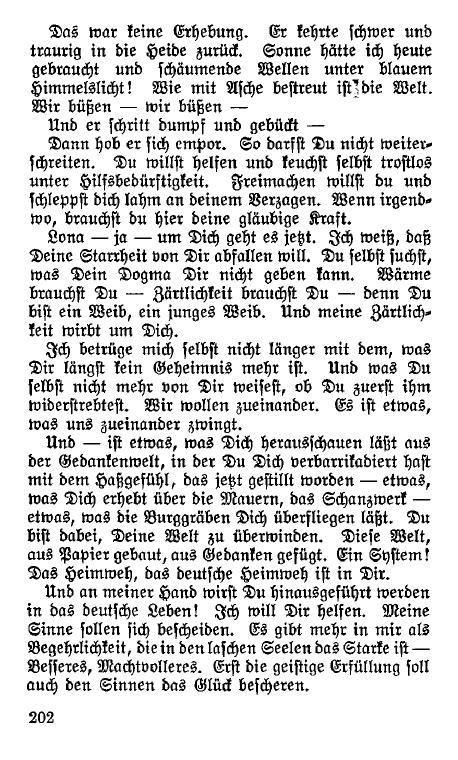 Das war keine Erhebung. Er kehrte schwer und
traurig in die Heide zurück. Sonne hätte ich heute
gebraucht und schäumende Wellen unter blauem
Himmelslicht! Wie mit Asche bestreut ist die Welt.
Wir büßen — wir büßen —
Und er schritt dumpf und gebückt —
Dann hob er sich empor. So darfst Du nicht weiter-
schreiten. Du willst helfen und keuchst selbst trostlos
unter Hilfsbedürftigkeit. Freimachen willst du und
schleppst dich lahm an deinem Verzagen. Wenn irgend-
wo, brauchst du hier deine gläubige Kraft.
Lona — ja — um Dich geht es jetzt. Ich weiß, daß
Deine Starrheit von Dir abfallen will. Du selbst suchst,
was Dein Dogma Dir nicht geben kann. Wärme
brauchst Du — Zärtlichkeit brauchst Du — denn Du
bist ein Weib, ein junges Weib. Und meine Zärtlich-
keit wirbt um Dich.
Ich betrüge mich selbst nicht länger mit dem, was
Dir längst kein Geheimnis mehr ist. Und was Du
selbst nicht mehr von Dir weisest, ob Du zuerst ihm
widerstrebtest. Wir wollen zueinander. Es ist etwas,
was uns zueinander zwingt.
Und — ist etwas, was Dich herausschauen läßt aus
der Gedankenwelt, in der Du Dich verbarrikadiert hast
mit dem Haßgefühl, das jetzt gestillt worden — etwas,
was Dich erhebt über die Mauern, das Schanzwerk —
etwas, was die Burggräben Dich überfliegen läßt. Du
bist dabei, Deine Welt zu überwinden. Diese Welt,
aus Papier gebaut, aus Gedanken gefügt. Ein System!
Das Heimweh, das deutsche Heimweh ist in Dir.
Und an meiner Hand wirst Du hinausgeführt werden
in das deutsche Leben! Ich will Dir helfen. Meine
Sinne sollen sich bescheiden. Es gibt mehr in mir als
Begehrlichkeit, die in den laschen Seelen das Starke ist —
Besseres, Machtvolleres. Erst die geistige Erfüllung soll
auch den Sinnen das Glück bescheren.
202